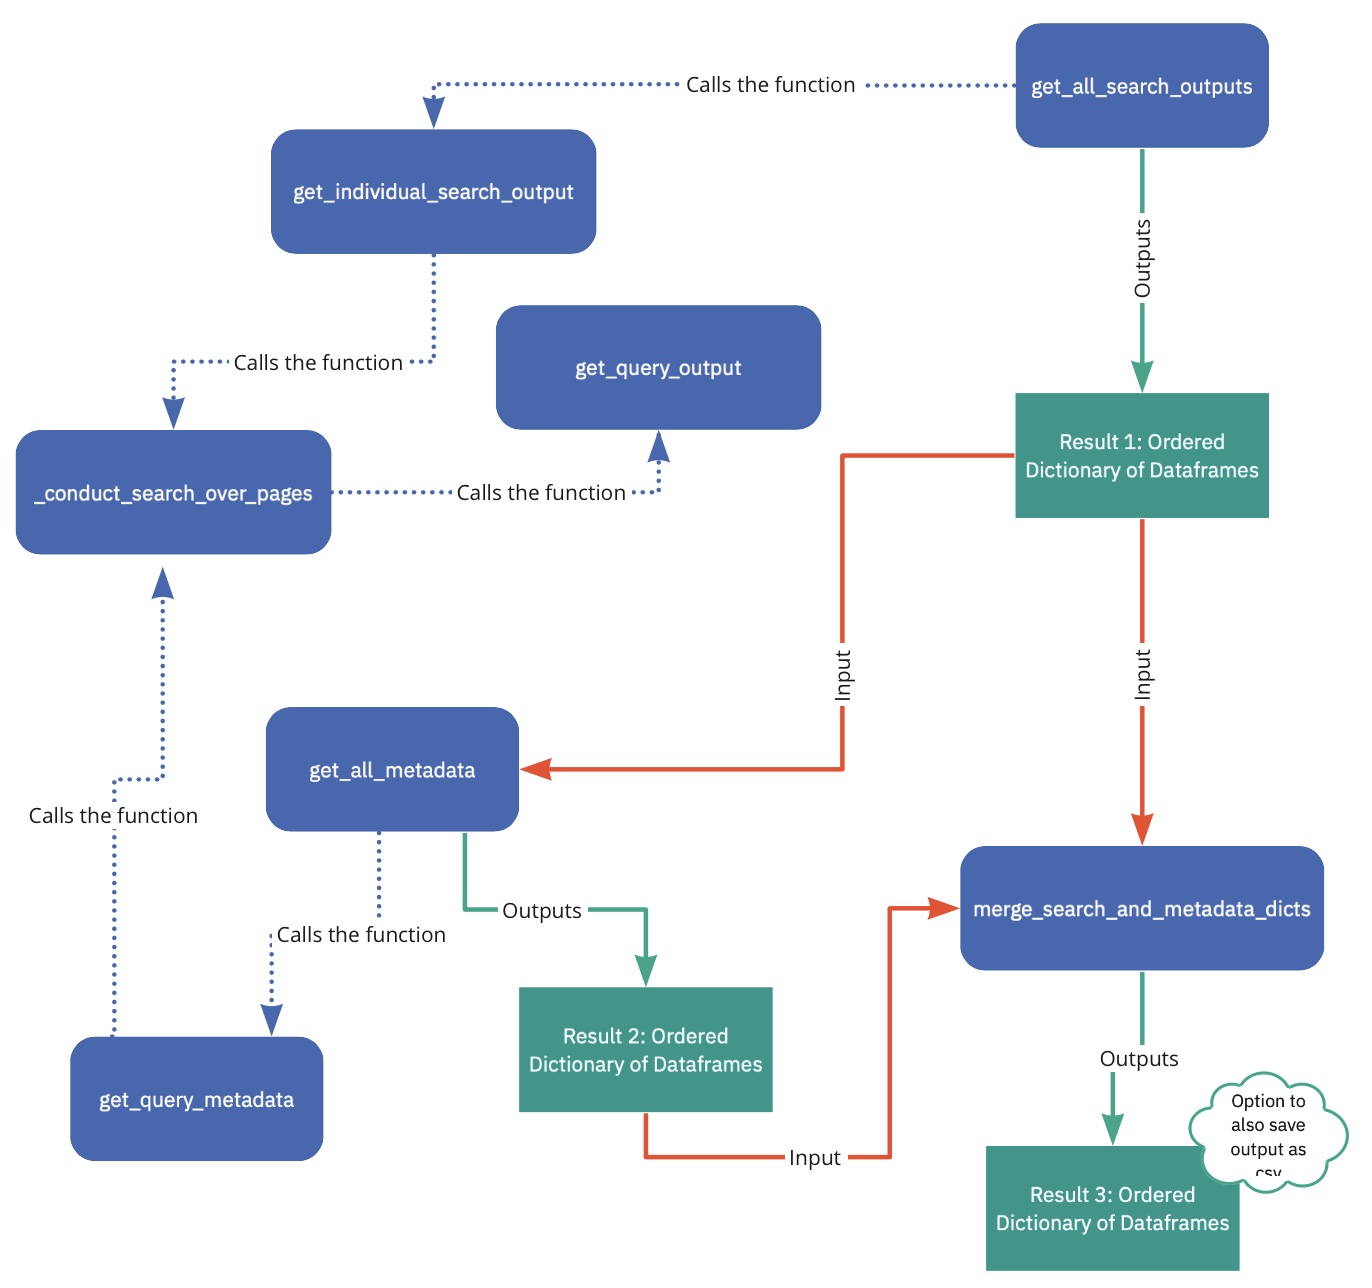 get_all_search_outputs
Calls the function
get_individual_search_output
Outputs
Calls the function
get_query_output
Result 1: Ordered
Dictionary of Dataframes
_conduct_search_over_pages
Calls the function
Input
Input
get_all_metadata
Calls the function
Outputs
merge_search_and_metadata_dicts
Calls the function
Result 2: Ordered
Dictionary of Dataframes
Outputs
get_query_metadata
Option to
also save
output as
csv
Input
Result 3: Ordered
Dictionary of Dataframes